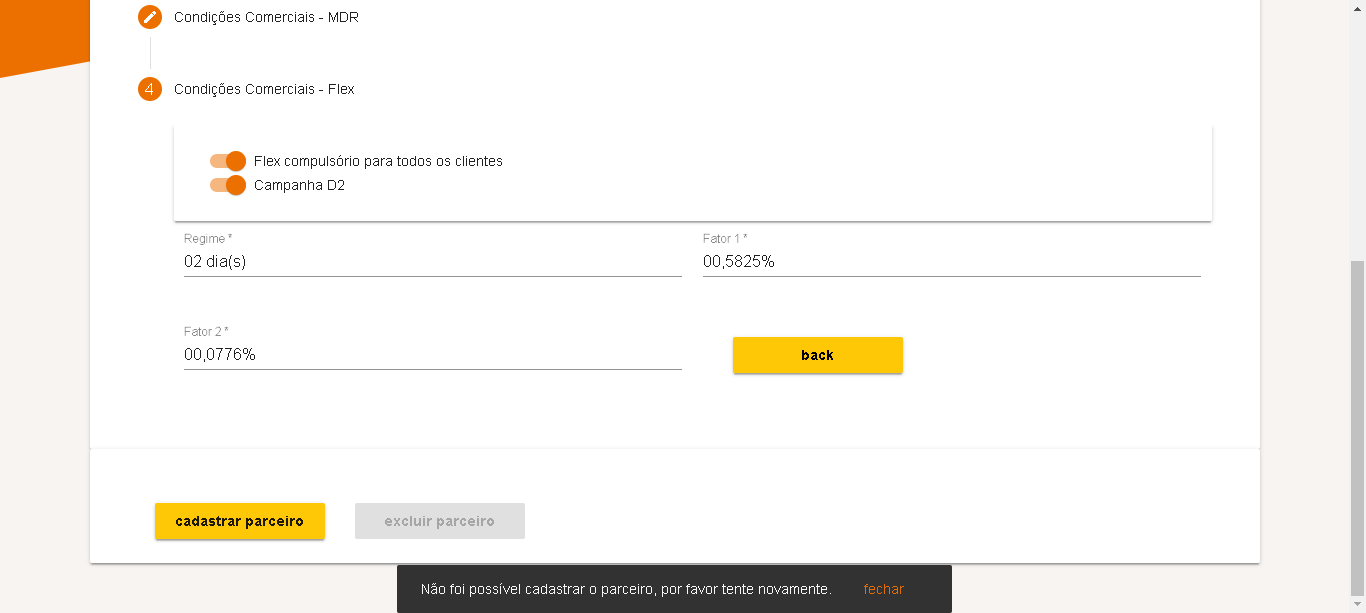 Condições Comerciais - MDR
4 Condições Comerciais - Flex
Flex compulsório para todos os clientes
Campanha D2
Regime * Fator 1 *
02 dia(s) 00,5825%
Fator 2 *
00,0776% back
cadastrar parceiro excluir parceiro
Não foi possível cadastrar o parceiro, por favor tente novamente. fechar